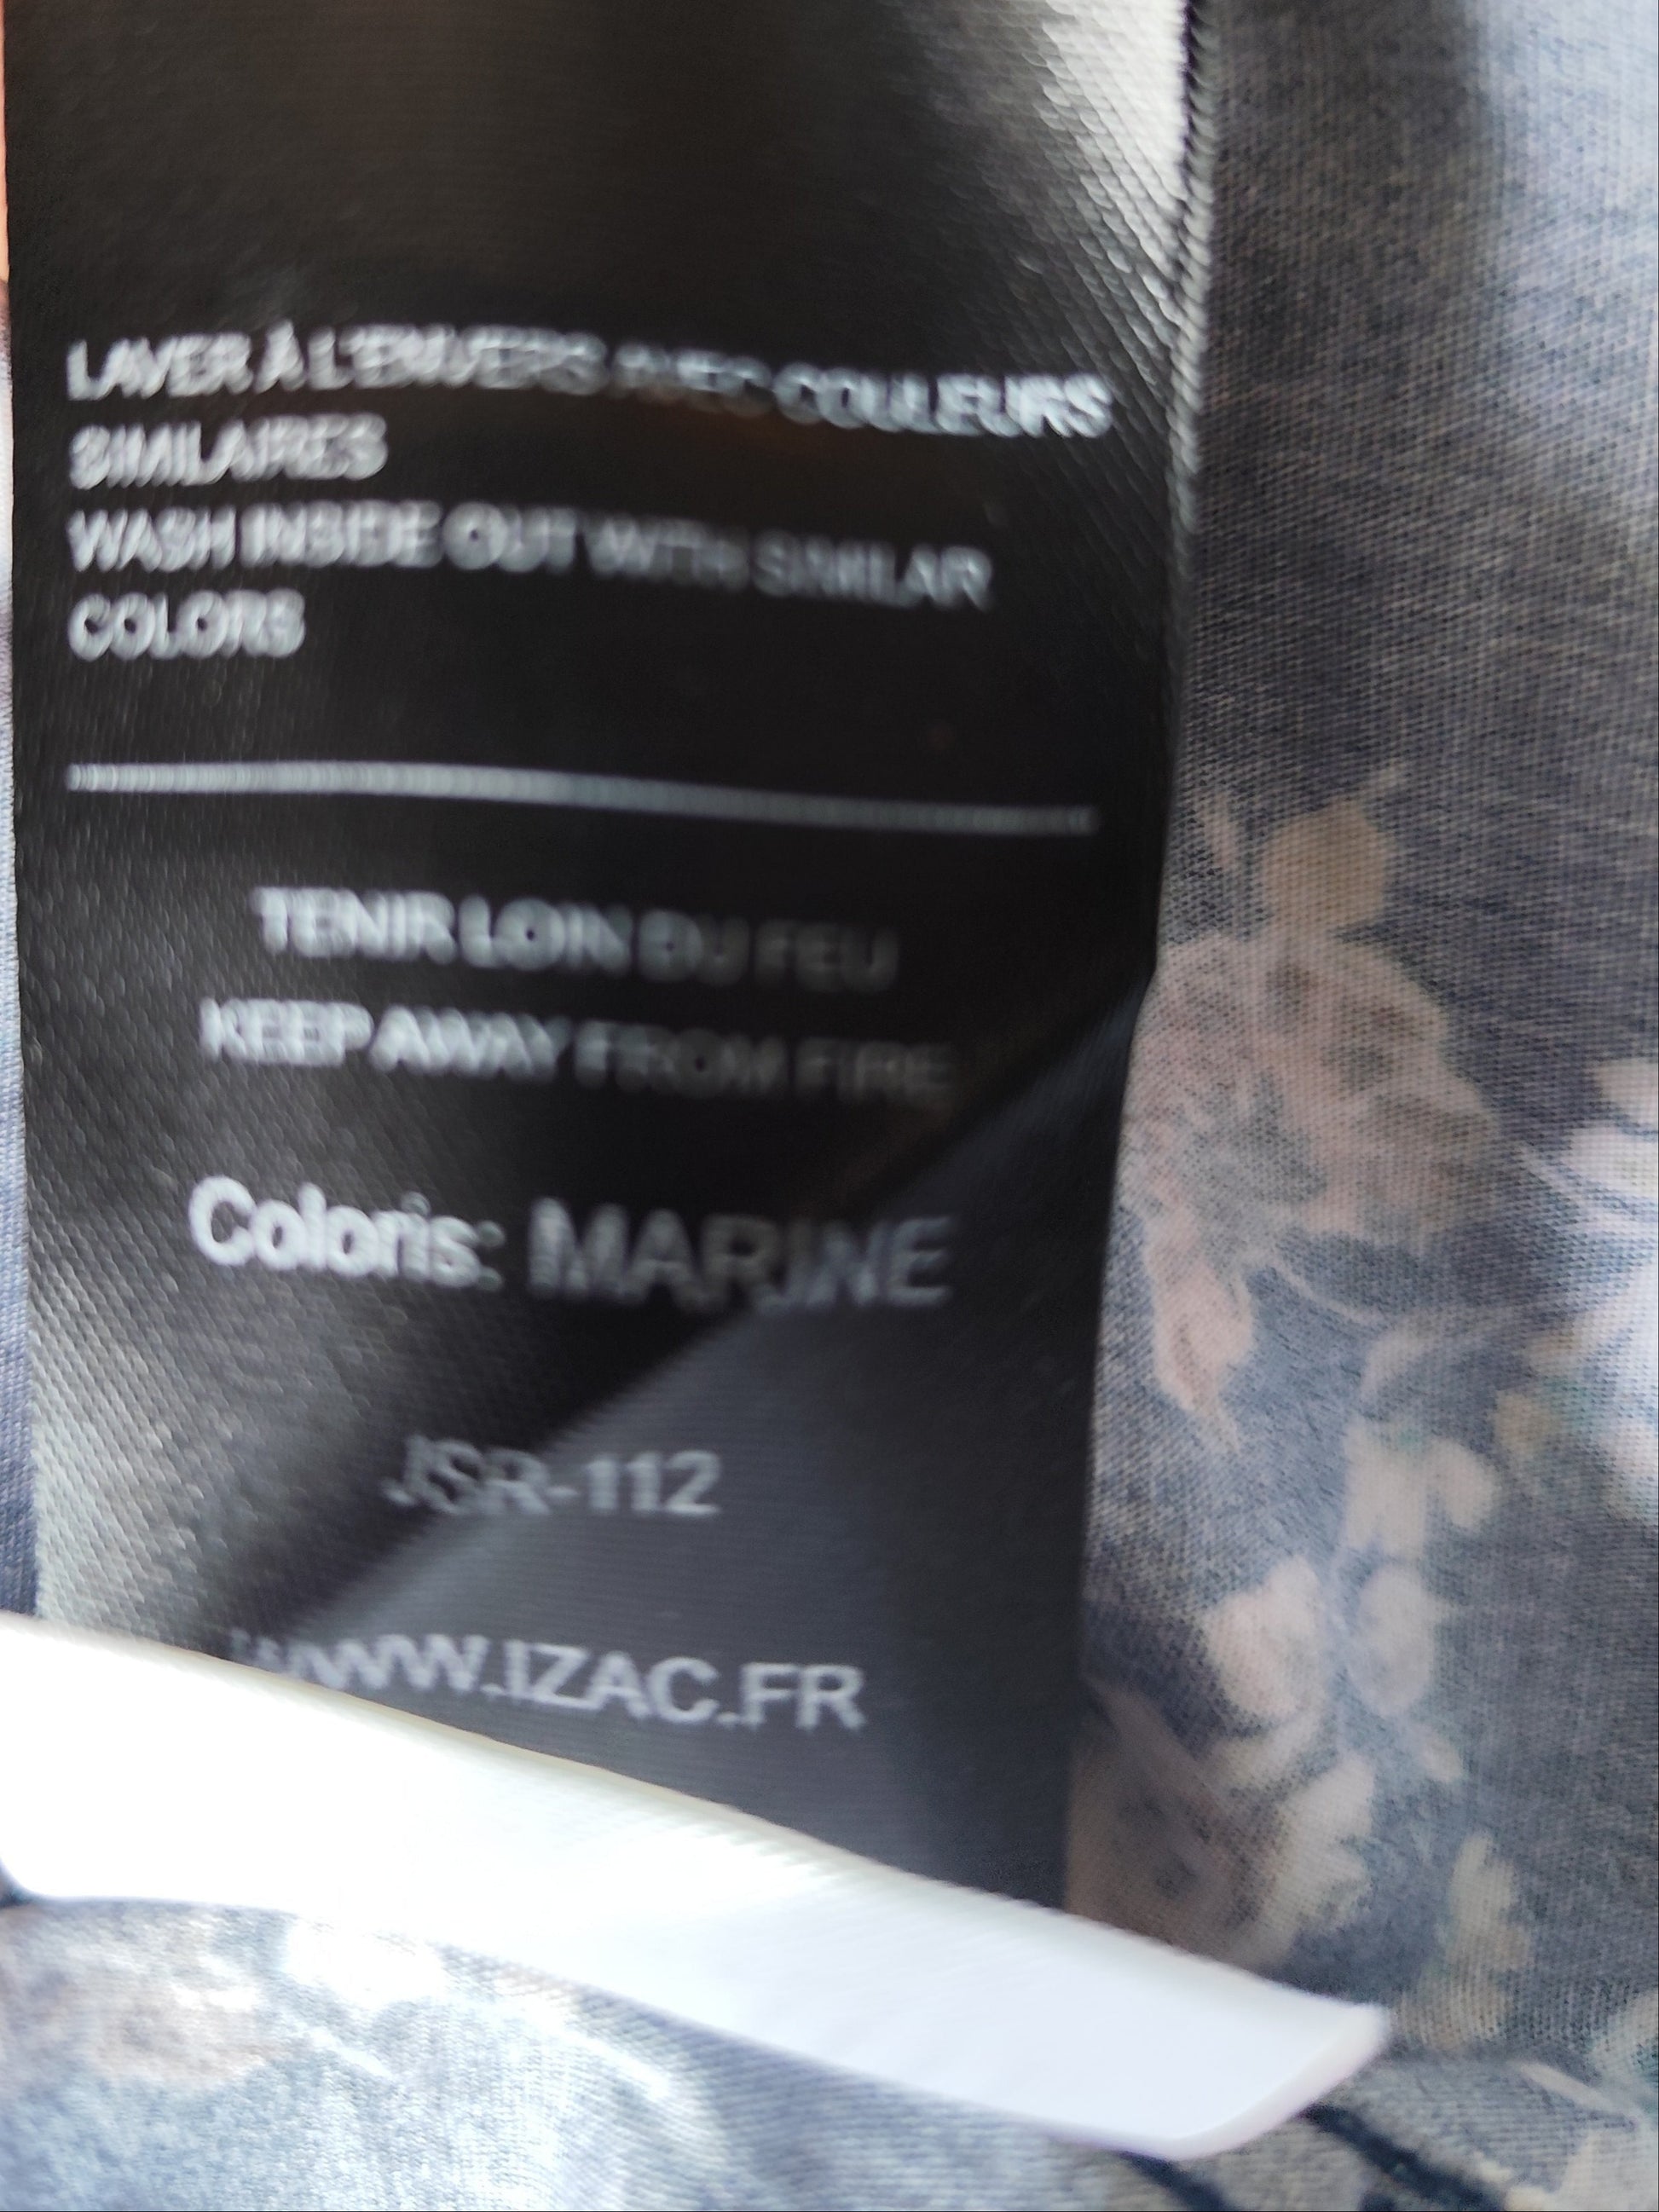 LAVER À L'ENVERS AVEC COULEURS
SIMILAIRES
WASH INSIDE OUT WITH SIMILAR
COLORS
TENIR LOIN DU FEU
KEEP AWAY FROM FIRE
Coloris: MARINE
JSR-112
WWW.IZAC.FR